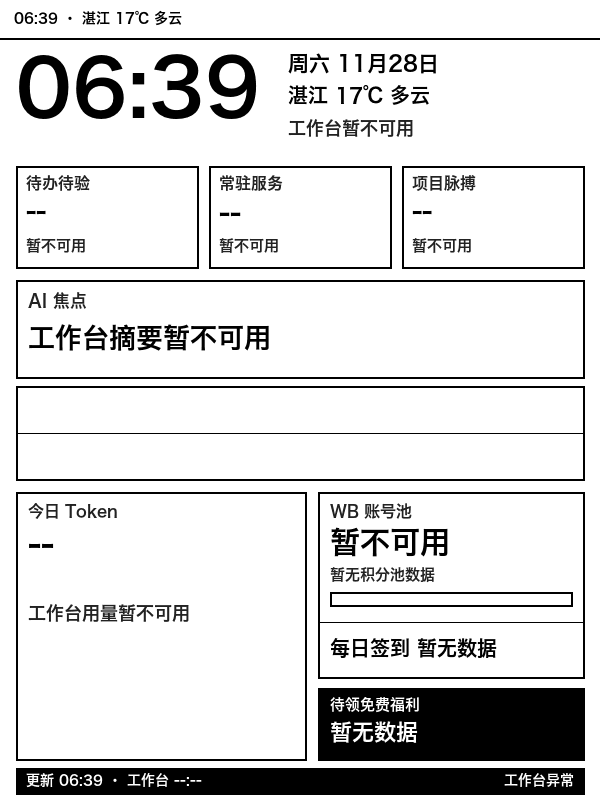 06:39 · 湛江 17℃ 多云
06:39
周六 11月28日
湛江 17℃ 多云
工作台暂不可用
待办待验
--
暂不可用
常驻服务
--
暂不可用
项目脉搏
--
暂不可用
AI 焦点
工作台摘要暂不可用
今日 Token
--
工作台用量暂不可用
WB 账号池
暂不可用
暂无积分池数据
每日签到 暂无数据
待领免费福利
暂无数据
更新 06:39 · 工作台 --:--
工作台异常